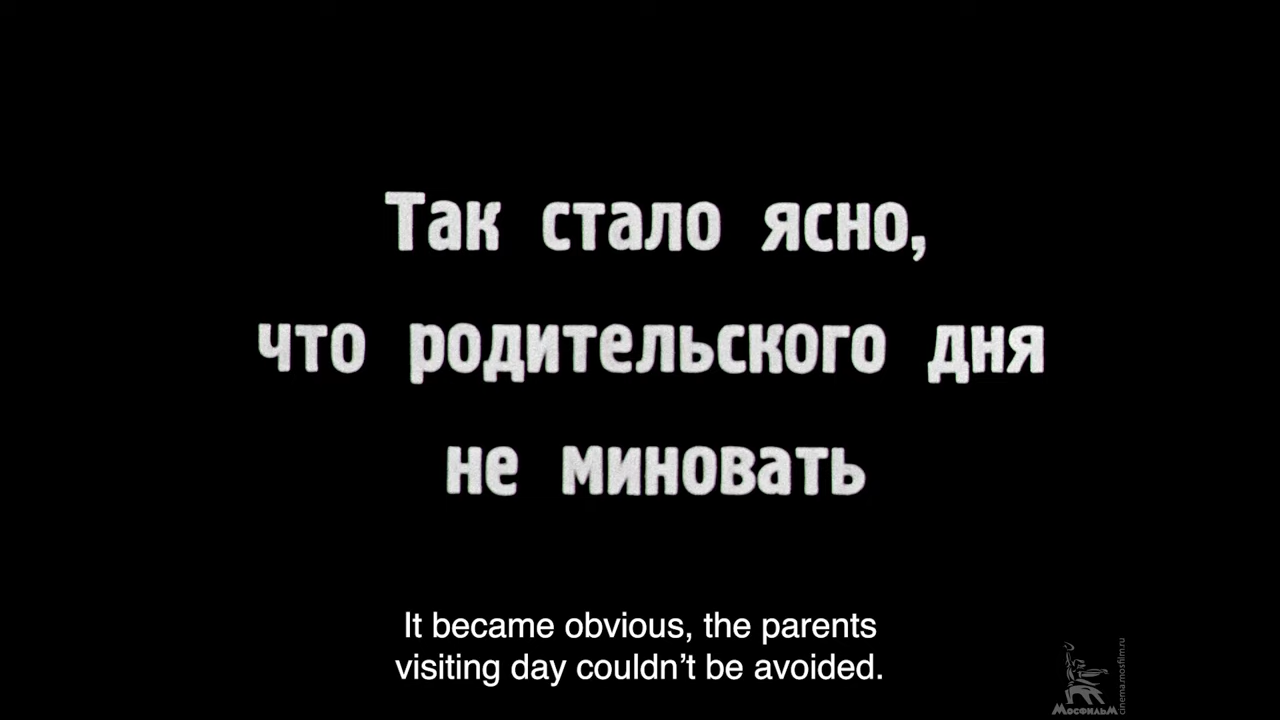 Так стало ясно,
что родительского дня
не миновать
It became obvious, the parents
visiting day couldn't be avoided.
МОСФИЛЬМ
cinema.mosfilm.ru